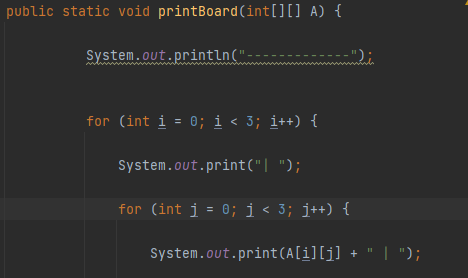 public static void printBoard(int[][] A) {
System.out.println("-------------");
for (int i = 0; i < 3; i++) {
System.out.print("| ");
for (int j = 0; j < 3; j++) {
System.out.print(A[i][j] + " | ");